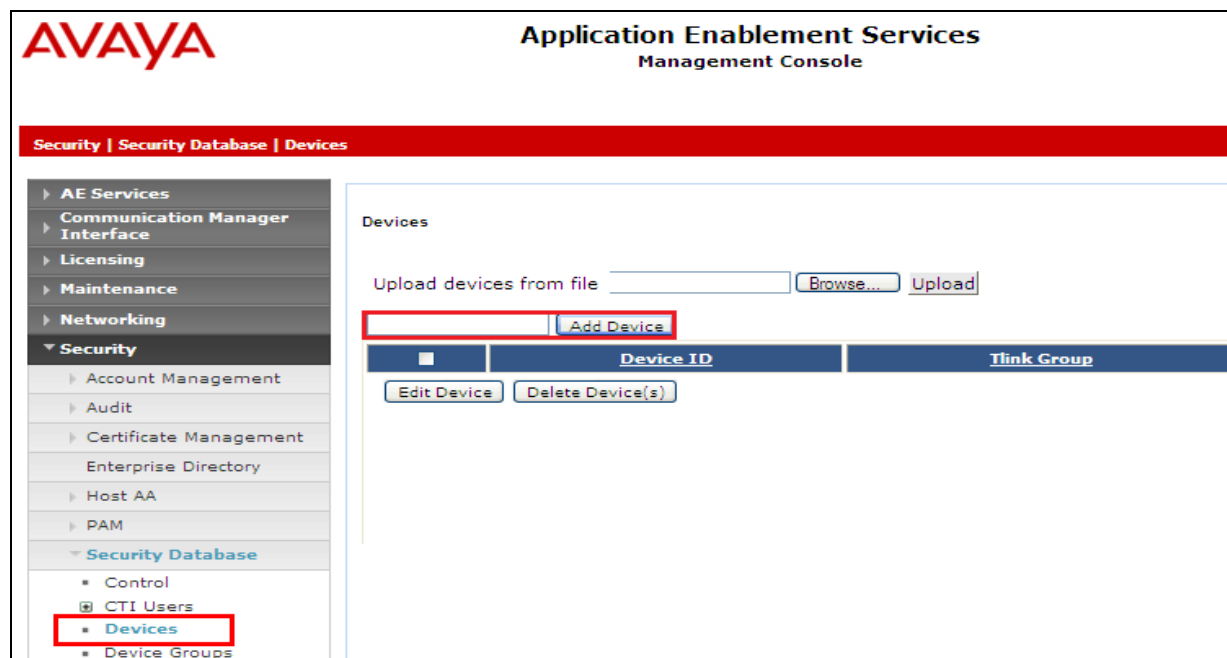 AVAYA
Application Enablement Services
Management Console
Security | Security Database | Devices
AE Services
Communication Manager
Interface
Licensing
Maintenance
Networking
Security
Account Management
Audit
Certificate Management
Enterprise Directory
Host AA
PAM
Security Database
Control
CTI Users
Devices
Device Groups
Devices
Upload devices from file Browse... Upload
Add Device
Device ID Tlink Group
Edit Device Delete Device(s)